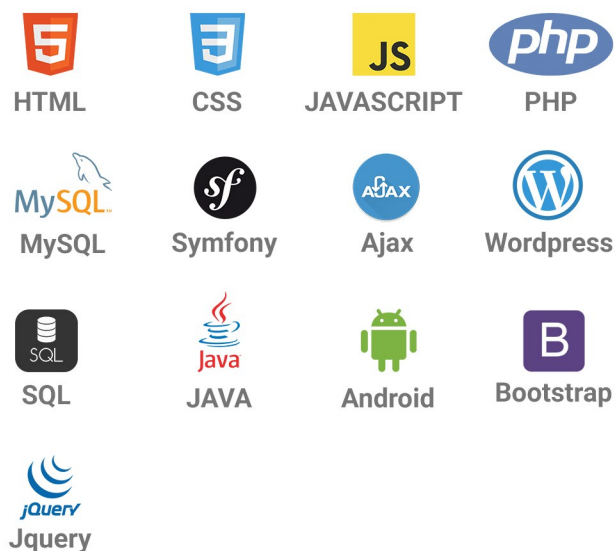 5
3
JS
php
HTML
CSS
JAVASCRIPT
PHP
MySQL
sf
AJAX
W
MySQL
Symfony
Ajax
Wordpress
SQL
Java
B
SQL
JAVA
Android
Bootstrap
jQuery
Jquery